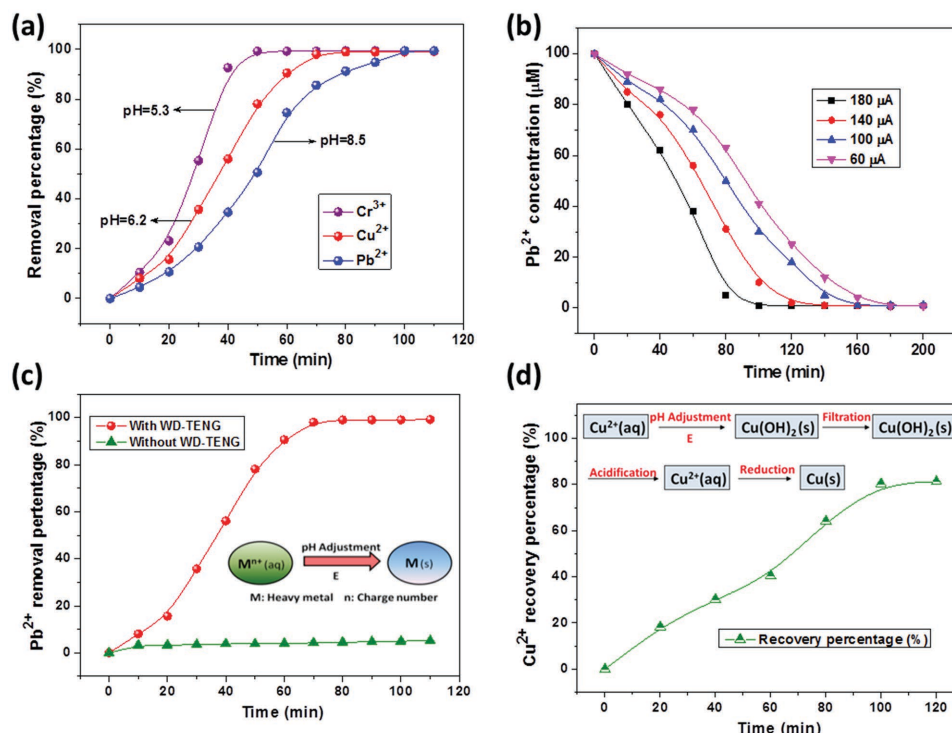 (a)
Removal percentage (%)
100
80
60
40
20
0
pH=5.3
pH=8.5
pH=6.2
Cr³⁺
Cu²⁺
Pb²⁺
0 20 40 60 80 100 120
Time (min)
(b)
Pb²⁺ concentration (μM)
100
80
60
40
20
0
180 μA
140 μA
100 μA
60 μA
0 40 80 120 160 200
Time (min)
(c)
Pb²⁺ removal pertentage (%)
100
80
60
40
20
0
With WD-TENG
Without WD-TENG
pH Adjustment
Mⁿ⁺(aq) M(s)
E
M: Heavy metal n: Charge number
0 20 40 60 80 100 120
Time (min)
(d)
Cu²⁺ recovery percentage (%)
120
100
80
60
40
20
0
pH Adjustment Filtration
Cu²⁺(aq) Cu(OH)₂(s) Cu(OH)₂(s)
E
Acidification Reduction
Cu²⁺(aq) Cu(s)
Recovery percentage (%)
0 20 40 60 80 100 120
Time (min)